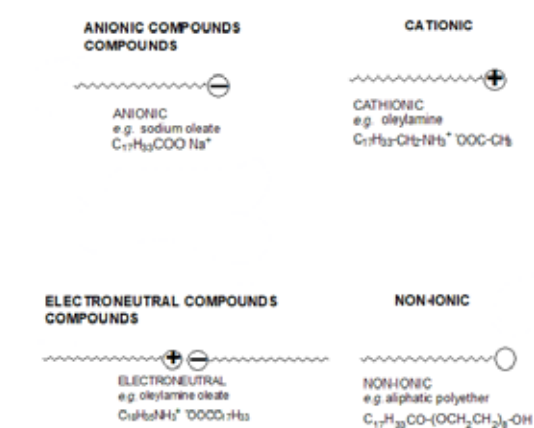 ANIONIC COMPOUNDS
COMPOUNDS
CATIONIC
ANIONIC
e.g. sodium oleate
C₁₇H₃₃COO Na⁺
CATHIONIC
e.g. oleylamine
C₁₇H₃₃-CH₂-NH₃⁺ ⁻OOC-CH₃
ELECTRONEUTRAL COMPOUNDS
COMPOUNDS
NON-IONIC
ELECTRONEUTRAL
e.g. oleylamine oleate
C₁₈H₃₅NH₃⁺ ⁻OOCC₁₇H₃₃
NON-IONIC
e.g. aliphatic polyether
C₁₇H₃₃CO-(OCH₂CH₂)₈-OH